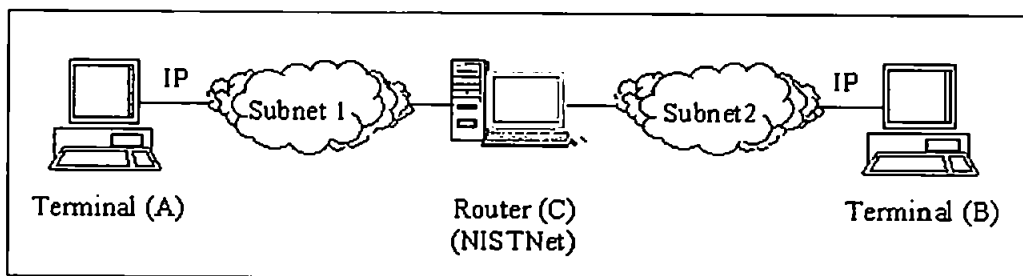 IP
Subnet 1
Subnet2
IP
Terminal (A)
Router (C)
(NISTNet)
Terminal (B)